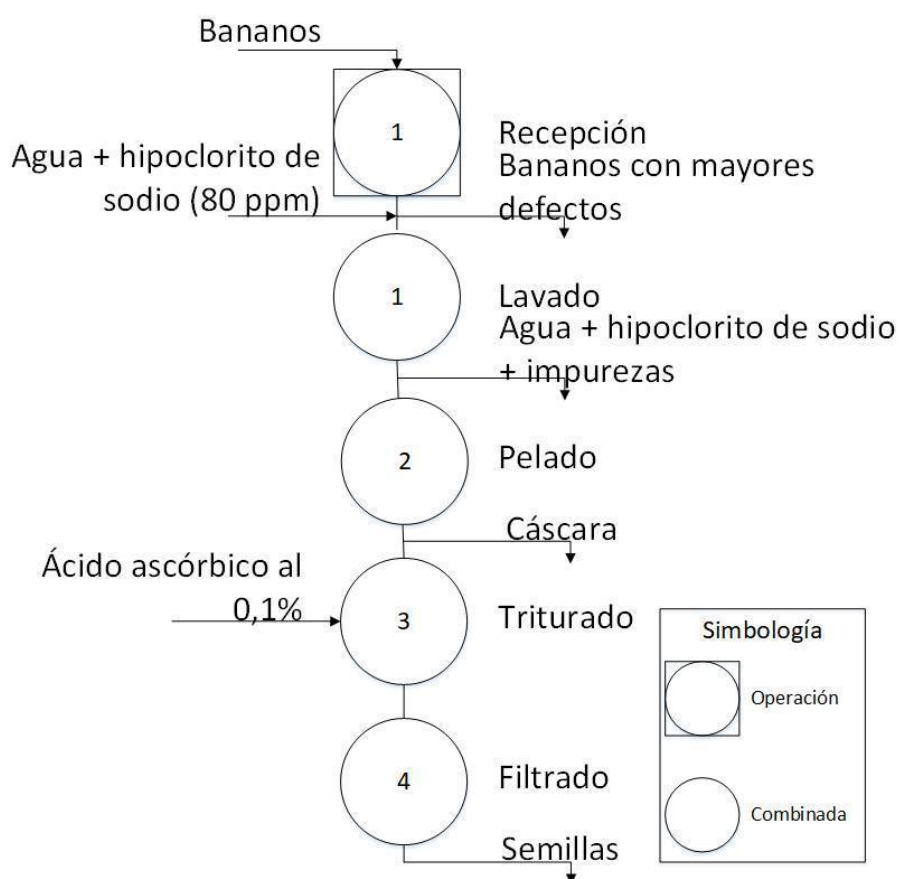 Bananos
1
Recepción
Bananos con mayores
defectos
Agua + hipoclorito de
sodio (80 ppm)
1
Lavado
Agua + hipoclorito de sodio
+ impurezas
2
Pelado
Cáscara
Ácido ascórbico al
0,1%
3
Triturado
4
Filtrado
Semillas
Simbología
Operación
Combinada